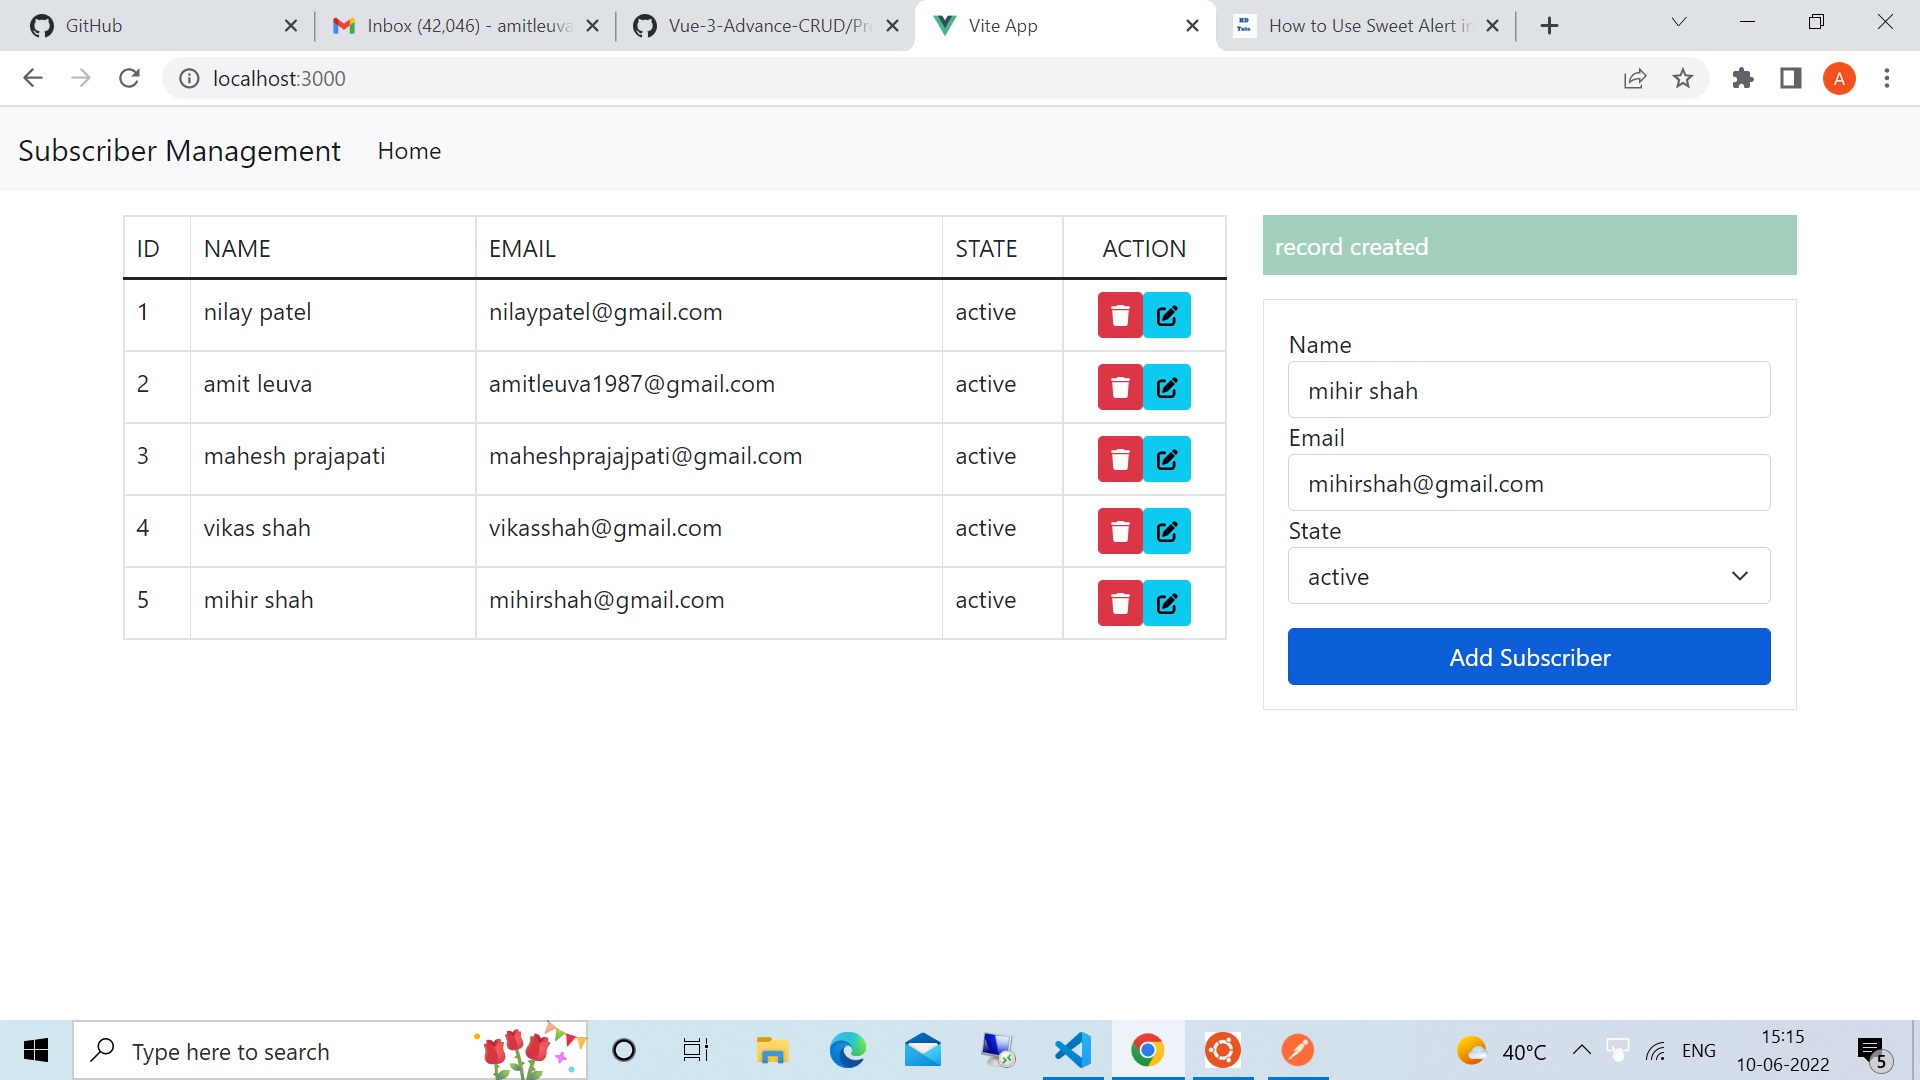 GitHub
Inbox (42,046) - amitleuva
Vue-3-Advance-CRUD/Pro
Vite App
KD Tuto
How to Use Sweet Alert in
localhost:3000
A
Subscriber Management Home
ID NAME EMAIL STATE ACTION
1 nilay patel nilaypatel@gmail.com active
2 amit leuva amitleuva1987@gmail.com active
3 mahesh prajapati maheshprajajpati@gmail.com active
4 vikas shah vikasshah@gmail.com active
5 mihir shah mihirshah@gmail.com active
record created
Name
mihir shah
Email
mihirshah@gmail.com
State
active
Add Subscriber
Type here to search
40°C
ENG
15:15
10-06-2022
5